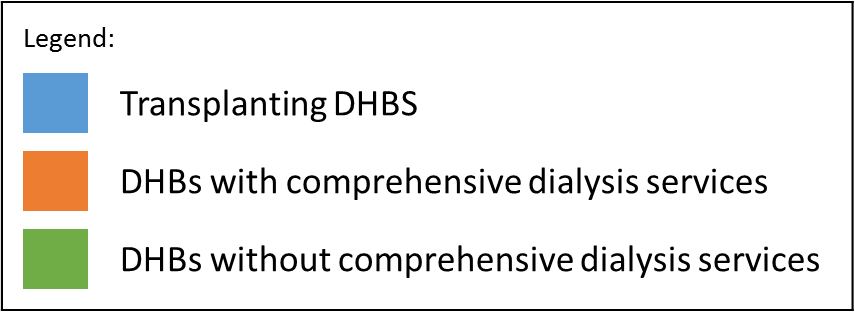 Legend:
Transplanting DHBS
DHBs with comprehensive dialysis services
DHBs without comprehensive dialysis services